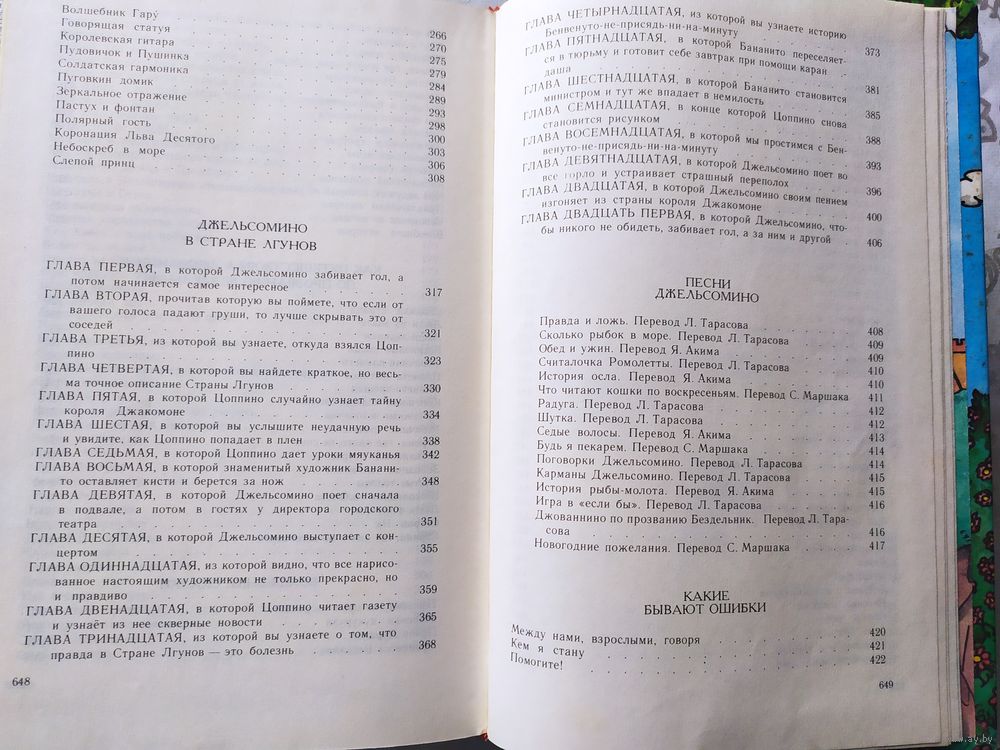 Волшебник Гару́
Говорящая статуя 266
Королевская гитара 270
Пудовичок и Пушинка 275
Солдатская гармоника 279
Пуговкин домик 284
Зеркальное отражение 289
Пастух и фонтан 293
Полярный гость 298
Коронация Льва Десятого 300
Небоскреб в море 303
Слепой принц 306
308
ДЖЕЛЬСОМИНО
В СТРАНЕ ЛГУНОВ
ГЛАВА ПЕРВАЯ, в которой Джельсомино забивает гол, а
потом начинается самое интересное 317
ГЛАВА ВТОРАЯ, прочитав которую вы поймете, что если от
вашего голоса падают груши, то лучше скрывать это от
соседей 321
ГЛАВА ТРЕТЬЯ, из которой вы узнаете, откуда взялся Цоп-
пино 323
ГЛАВА ЧЕТВЕРТАЯ, в которой вы найдете краткое, но весь-
ма точное описание Страны Лгунов 330
ГЛАВА ПЯТАЯ, в которой Цоппино случайно узнает тайну
короля Джакомоне 334
ГЛАВА ШЕСТАЯ, в которой вы услышите неудачную речь
и увидите, как Цоппино попадает в плен 338
ГЛАВА СЕДЬМАЯ, в которой Цоппино дает уроки мяуканья 342
ГЛАВА ВОСЬМАЯ, в которой знаменитый художник Банани-
то оставляет кисти и берется за нож 348
ГЛАВА ДЕВЯТАЯ, в которой Джельсомино поет сначала
в подвале, а потом в гостях у директора городского
театра 351
ГЛАВА ДЕСЯТАЯ, в которой Джельсомино выступает с кон-
цертом 355
ГЛАВА ОДИННАДЦАТАЯ, из которой видно, что все нарисо-
ванное настоящим художником не только прекрасно, но
и правдиво 359
ГЛАВА ДВЕНАДЦАТАЯ, в которой Цоппино читает газету
и узнаёт из нее скверные новости 365
ГЛАВА ТРИНАДЦАТАЯ, из которой вы узнаете о том, что
правда в Стране Лгунов — это болезнь 368
648
ГЛАВА ЧЕТЫРНАДЦАТАЯ, из которой вы узнаете историю
Бенвенуто-не-присядь-ни-на-минуту 373
ГЛАВА ПЯТНАДЦАТАЯ, в которой Бананито переселяет-
ся в тюрьму и готовит себе завтрак при помощи каран
даша 381
ГЛАВА ШЕСТНАДЦАТАЯ, в которой Бананито становится
министром и тут же впадает в немилость 385
ГЛАВА СЕМНАДЦАТАЯ, в конце которой Цоппино снова
становится рисунком 388
ГЛАВА ВОСЕМНАДЦАТАЯ, в которой мы простимся с Бен-
венуто-не-присядь-ни-на-минуту 393
ГЛАВА ДЕВЯТНАДЦАТАЯ, в которой Джельсомино поет во
все горло и устраивает страшный переполох 396
ГЛАВА ДВАДЦАТАЯ, в которой Джельсомино своим пением
изгоняет из страны короля Джакомоне 400
ГЛАВА ДВАДЦАТЬ ПЕРВАЯ, в которой Джельсомино, что-
бы никого не обидеть, забивает гол, а за ним и другой 406
ПЕСНИ
ДЖЕЛЬСОМИНО
Правда и ложь. Перевод Л. Тарасова 408
Сколько рыбок в море. Перевод Л. Тарасова 409
Обед и ужин. Перевод Я. Акима 409
Считалочка Ромолетты. Перевод Л. Тарасова 410
История осла. Перевод Я. Акима 410
Что читают кошки по воскресеньям. Перевод С. Маршака 411
Радуга. Перевод Л. Тарасова 412
Шутка. Перевод Л. Тарасова 412
Седые волосы. Перевод Я. Акима 413
Будь я пекарем. Перевод С. Маршака 414
Поговорки Джельсомино. Перевод Л. Тарасова 414
Карманы Джельсомино. Перевод Л. Тарасова 415
История рыбы-молота. Перевод Я. Акима 415
Игра в «если бы». Перевод Л. Тарасова 416
Джованнино по прозванию Бездельник. Перевод Л. Тара-
сова 416
Новогодние пожелания. Перевод С. Маршака 417
КАКИЕ
БЫВАЮТ ОШИБКИ
Между нами, взрослыми, говоря 420
Кем я стану 421
Помогите! 422
649